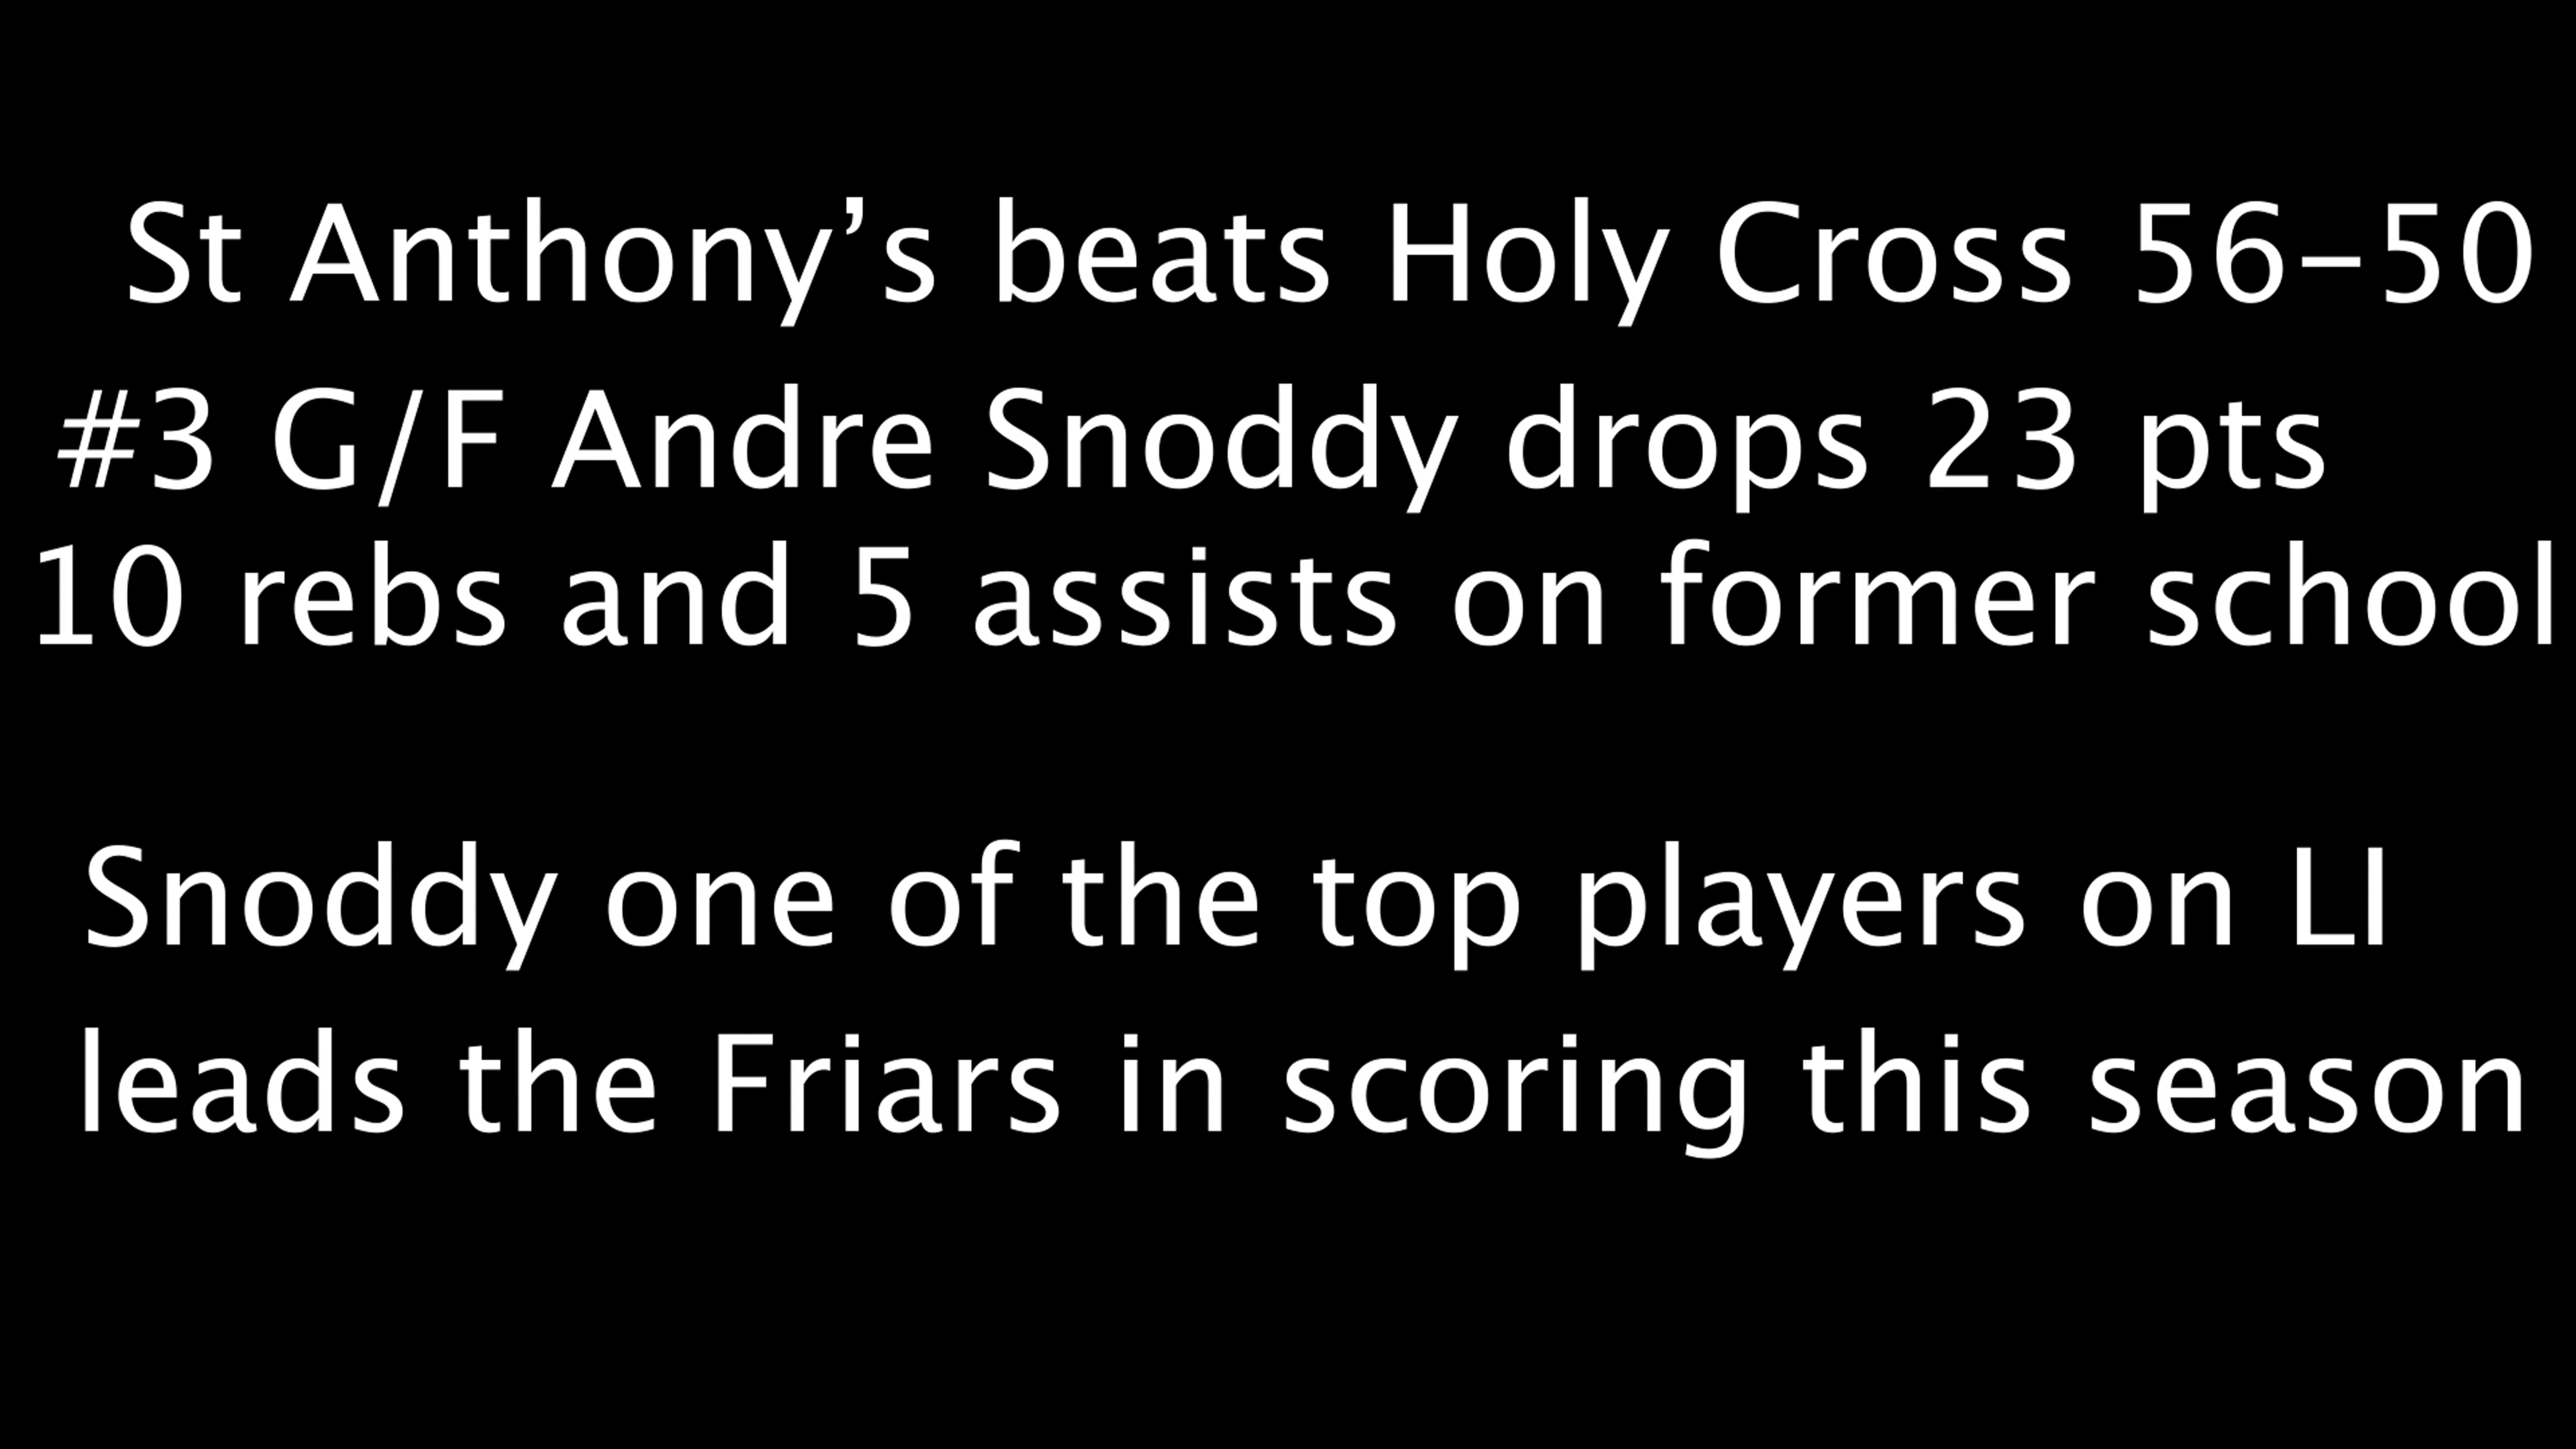 St Anthony’s beats Holy Cross 56-50
#3 G/F Andre Snoddy drops 23 pts
10 rebs and 5 assists on former school
Snoddy one of the top players on LI
leads the Friars in scoring this season